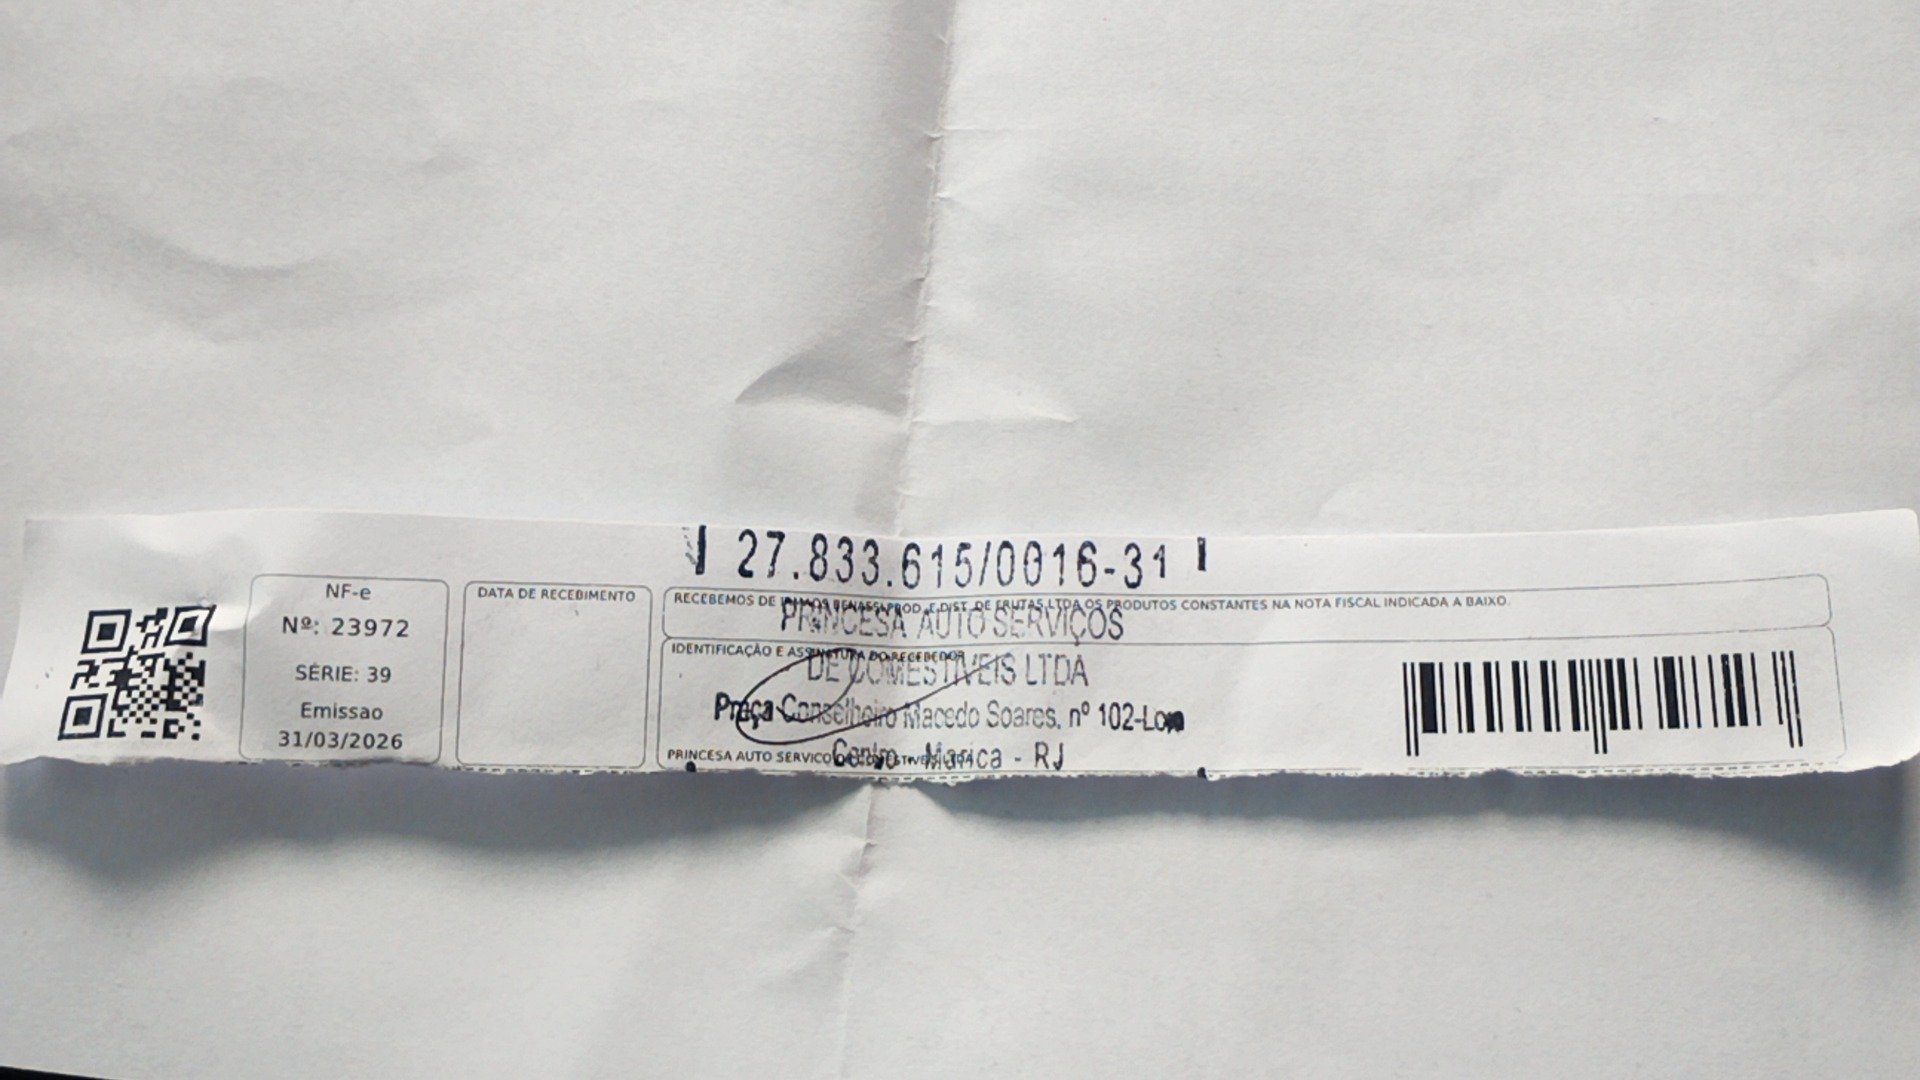 27.833.615/0016-31
NF-e
Nº: 23972
SÉRIE: 39
Emissao
31/03/2026
DATA DE RECEBIMENTO
RECEBEMOS DE IRMAOS BENASSI PROD. E DIST. DE FRUTAS LTDA OS PRODUTOS CONSTANTES NA NOTA FISCAL INDICADA A BAIXO.
PRINCESA AUTO SERVIÇOS
IDENTIFICAÇÃO E ASSINATURA DO RECEBEDOR
DE COMESTIVEIS LTDA
Praça Conselheiro Macedo Soares, nº 102-
Centro - Marica - RJ
PRINCESA AUTO SERVICO